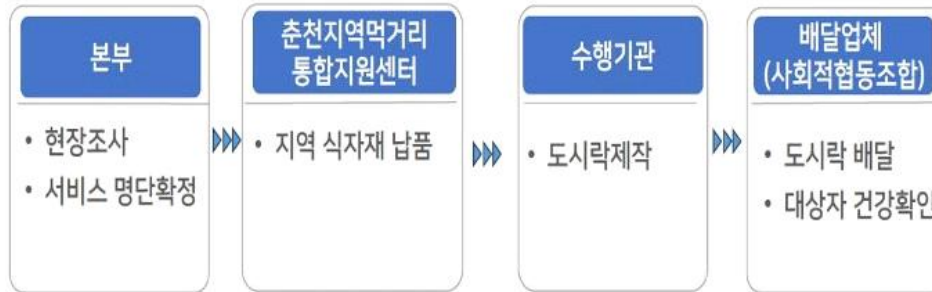 본부
• 현장조사
• 서비스 명단확정
춘천지역먹거리
통합지원센터
• 지역 식자재 납품
수행기관
• 도시락제작
배달업체
(사회적협동조합)
• 도시락 배달
• 대상자 건강확인